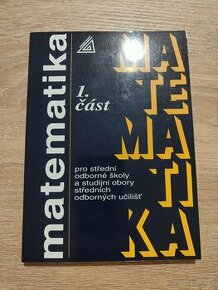 matematika
MA
TE
MA
TI
KA
1.
část
pro střední
odborné školy
a studijní obory
středních
odborných učilišť